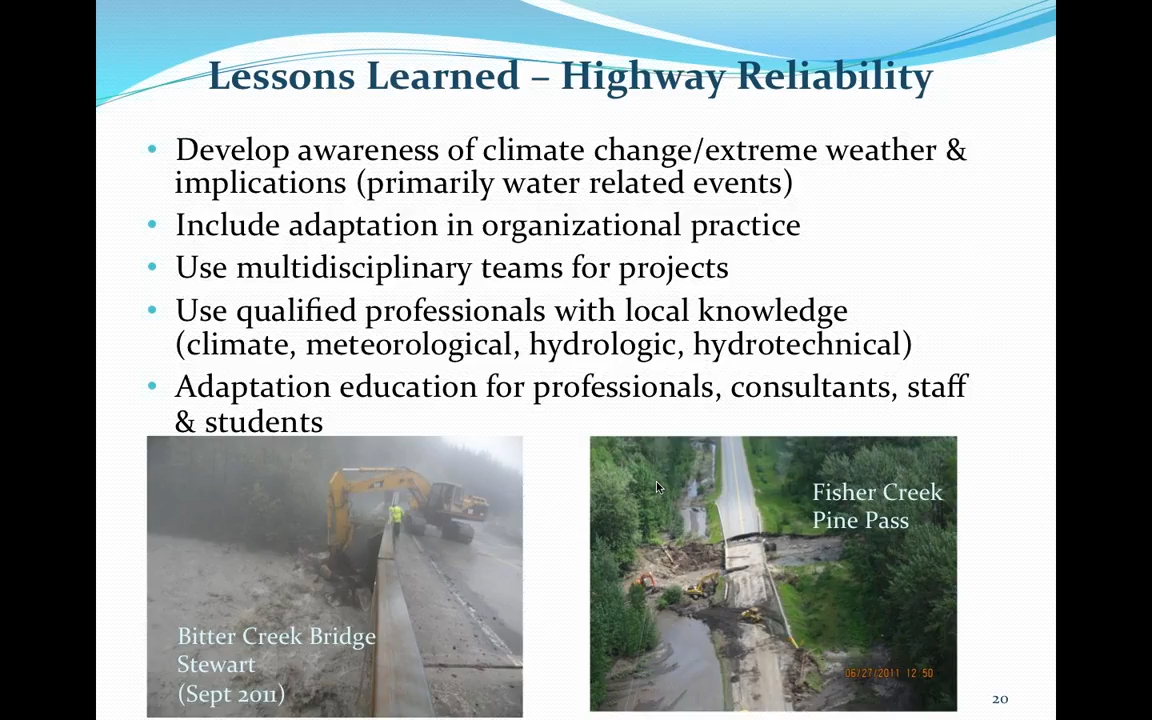 Lessons Learned – Highway Reliability
• Develop awareness of climate change/extreme weather &
implications (primarily water related events)
• Include adaptation in organizational practice
• Use multidisciplinary teams for projects
• Use qualified professionals with local knowledge
(climate, meteorological, hydrologic, hydrotechnical)
• Adaptation education for professionals, consultants, staff
& students
Bitter Creek Bridge
Stewart
(Sept 2011)
Fisher Creek
Pine Pass
06/27/2011 12 50
20